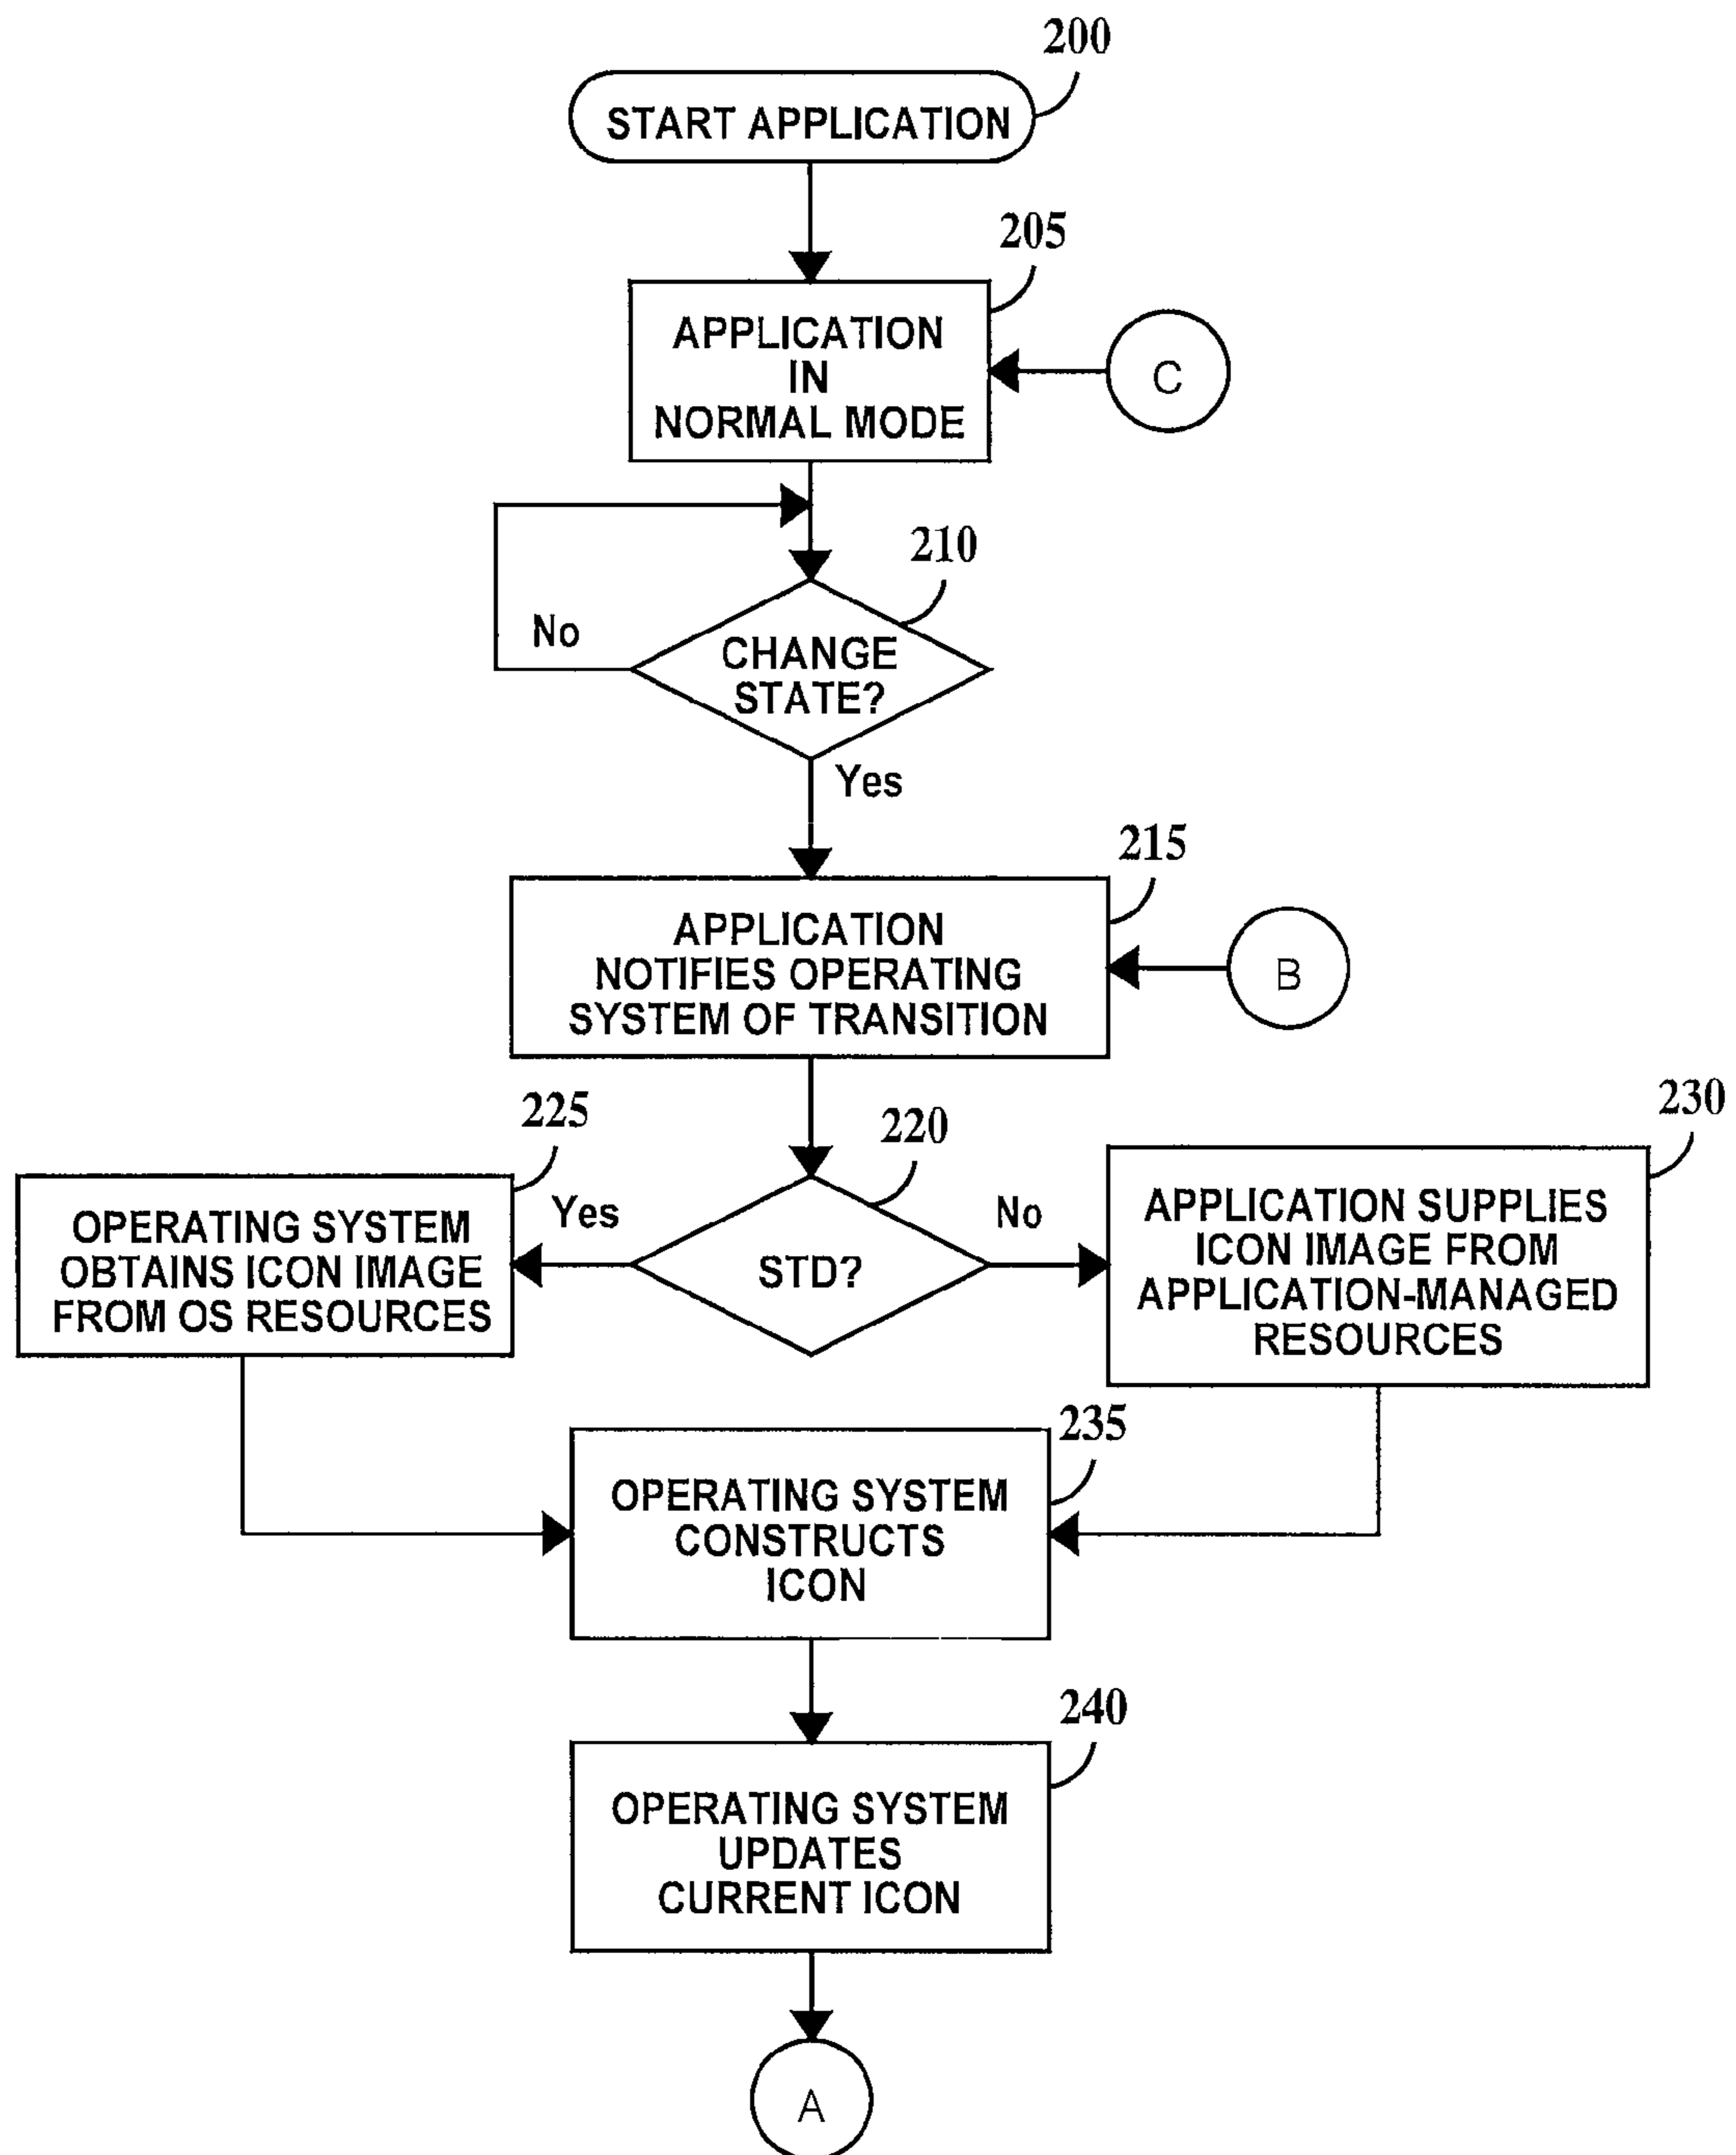 200
START APPLICATION
205
APPLICATION
IN
NORMAL MODE
C
210
No
CHANGE
STATE?
Yes
215
APPLICATION
NOTIFIES OPERATING
SYSTEM OF TRANSITION
B
225
220
230
OPERATING SYSTEM
OBTAINS ICON IMAGE
FROM OS RESOURCES
Yes
STD?
No
APPLICATION SUPPLIES
ICON IMAGE FROM
APPLICATION-MANAGED
RESOURCES
235
OPERATING SYSTEM
CONSTRUCTS
ICON
240
OPERATING SYSTEM
UPDATES
CURRENT ICON
A